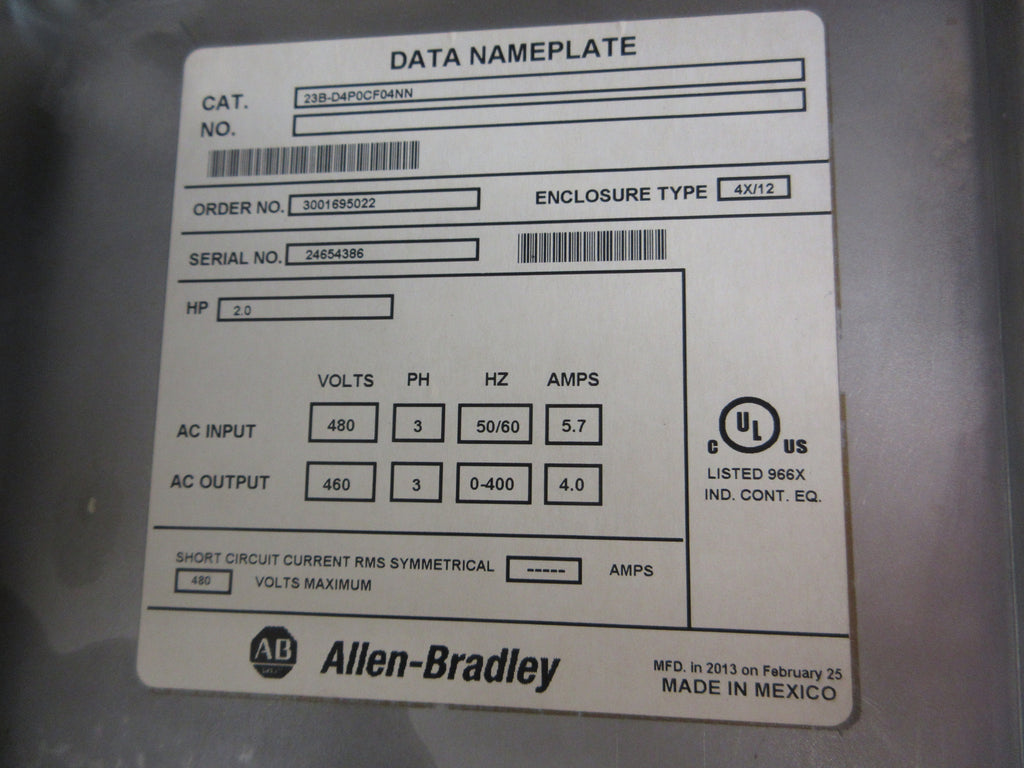 DATA NAMEPLATE
CAT. NO. 23B-D4P0CF04NN
ORDER NO. 3001695022 ENCLOSURE TYPE 4X/12
SERIAL NO. 24654386
HP 2.0
VOLTS PH HZ AMPS
AC INPUT 480 3 50/60 5.7
AC OUTPUT 460 3 0-400 4.0
C UL US
LISTED 966X
IND. CONT. EQ.
SHORT CIRCUIT CURRENT RMS SYMMETRICAL ----- AMPS
480 VOLTS MAXIMUM
AB Allen-Bradley
MFD. in 2013 on February 25
MADE IN MEXICO